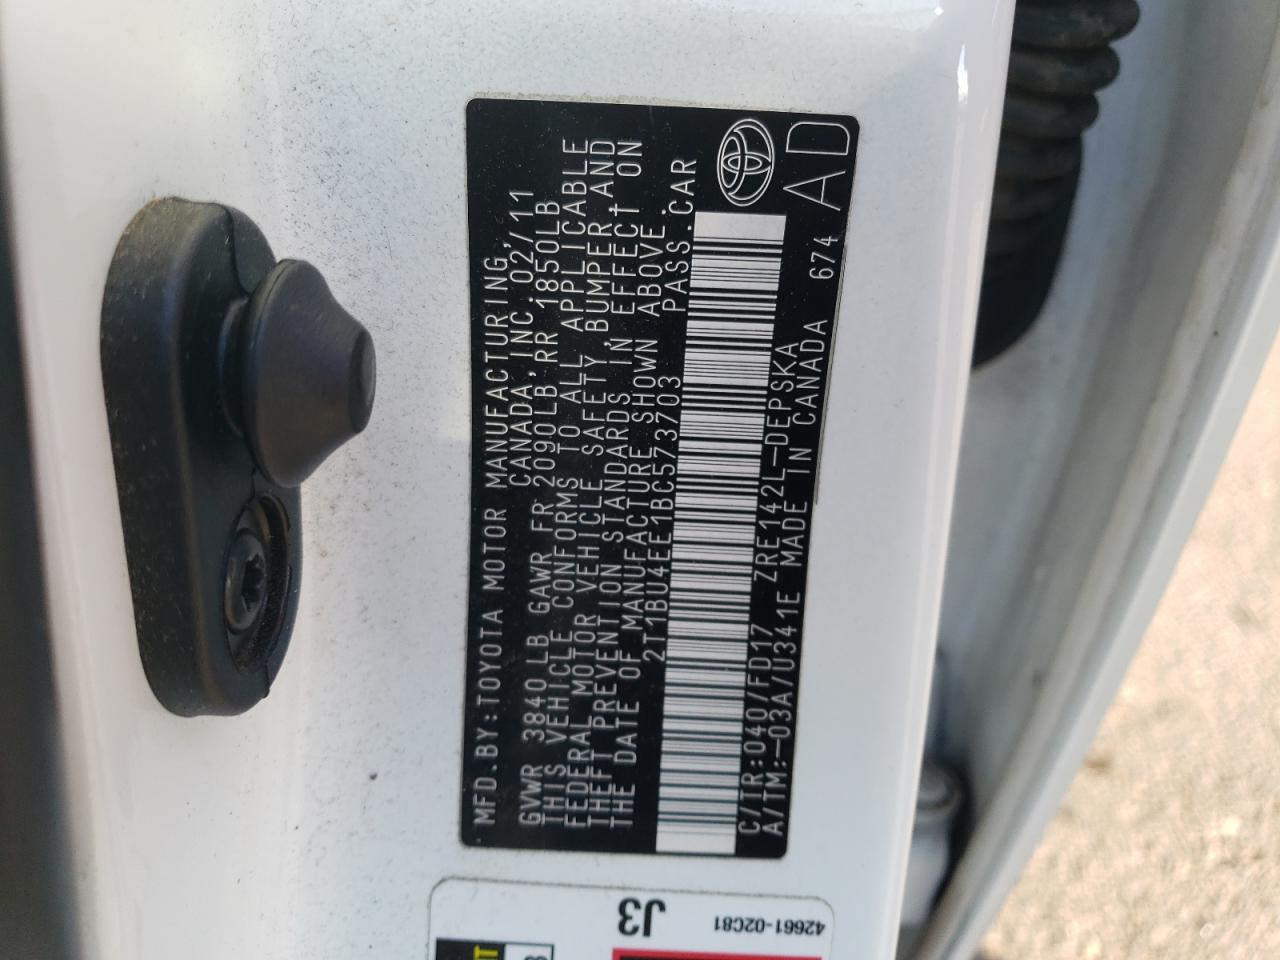 MFD.BY:TOYOTA MOTOR MANUFACTURING,
CANADA,INC.02/11
GVWR 3840LB GAWR FR 2090LB RR 1850LB
THIS VEHICLE CONFORMS TO ALL APPLICABLE
FEDERAL MOTOR VEHICLE SAFETY,BUMPER,AND
THEFT PREVENTION STANDARDS IN EFFECT ON
THE DATE OF MANUFACTURE SHOWN ABOVE.
2T1BU4EE1BC573703 PASS.CAR
C/TR:040/FD17 ZRE142L-DEPSKA
A/TM:-03A/U341E MADE IN CANADA 674
AD
J3
42661-02C81